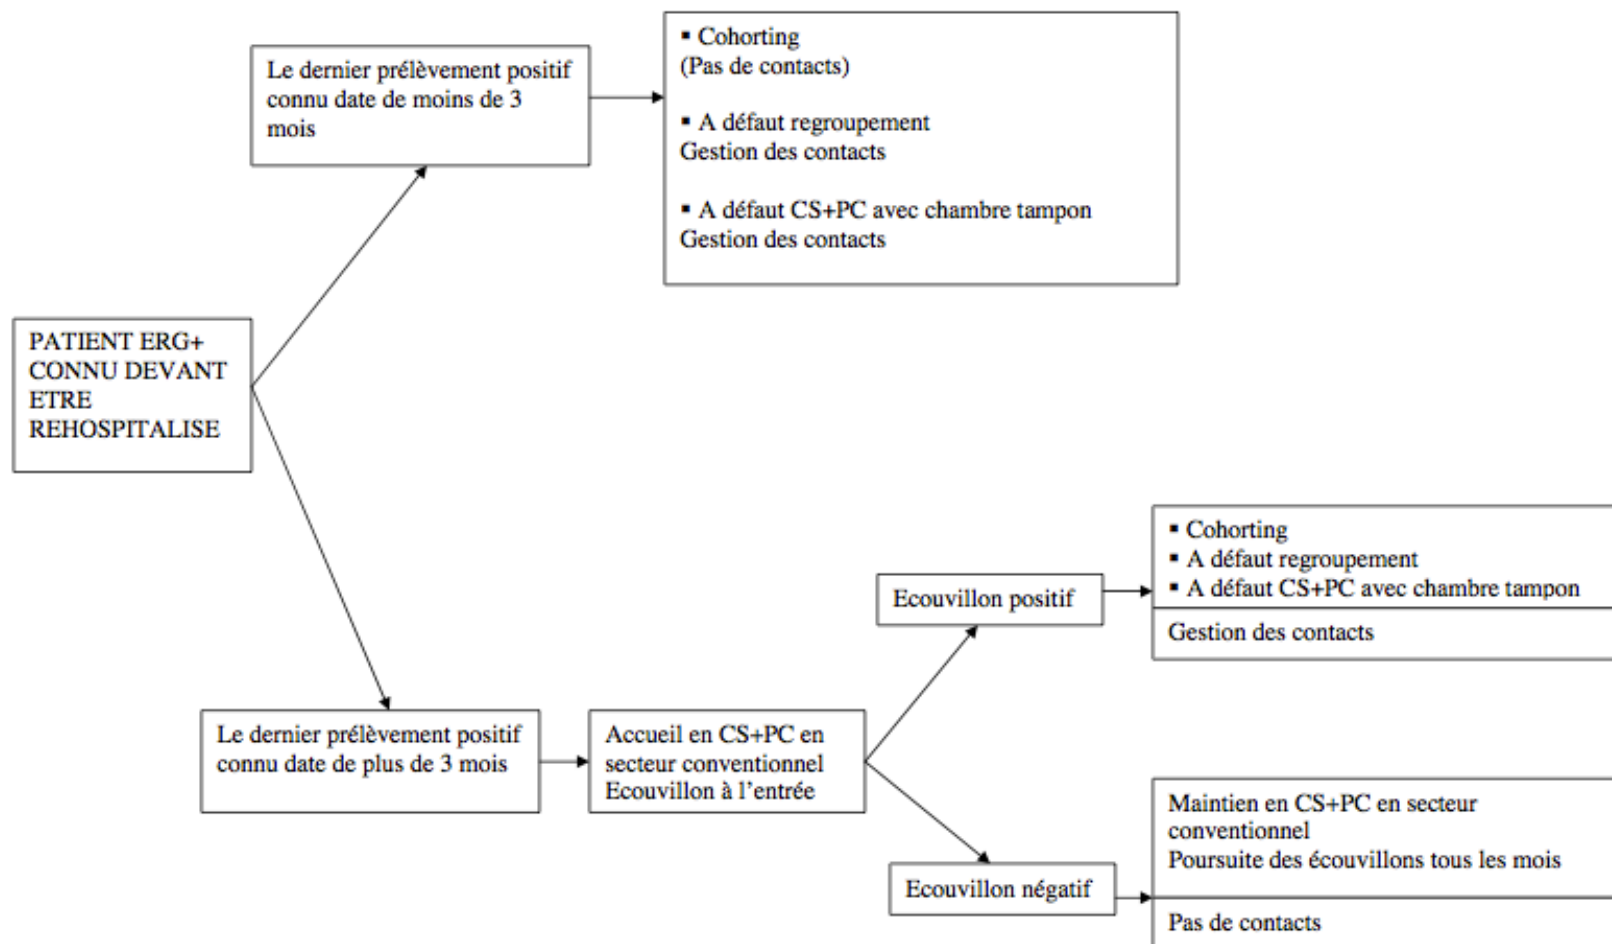 ▪ Cohorting
(Pas de contacts)
▪ A défaut regroupement
Gestion des contacts
▪ A défaut CS+PC avec chambre tampon
Gestion des contacts
Le dernier prélèvement positif
connu date de moins de 3
mois
PATIENT ERG+
CONNU DEVANT
ETRE
REHOSPITALISE
Le dernier prélèvement positif
connu date de plus de 3 mois
Accueil en CS+PC en
secteur conventionnel
Ecouvillon à l'entrée
Ecouvillon positif
▪ Cohorting
▪ A défaut regroupement
▪ A défaut CS+PC avec chambre tampon
Gestion des contacts
Ecouvillon négatif
Maintien en CS+PC en secteur
conventionnel
Poursuite des écouvillons tous les mois
Pas de contacts